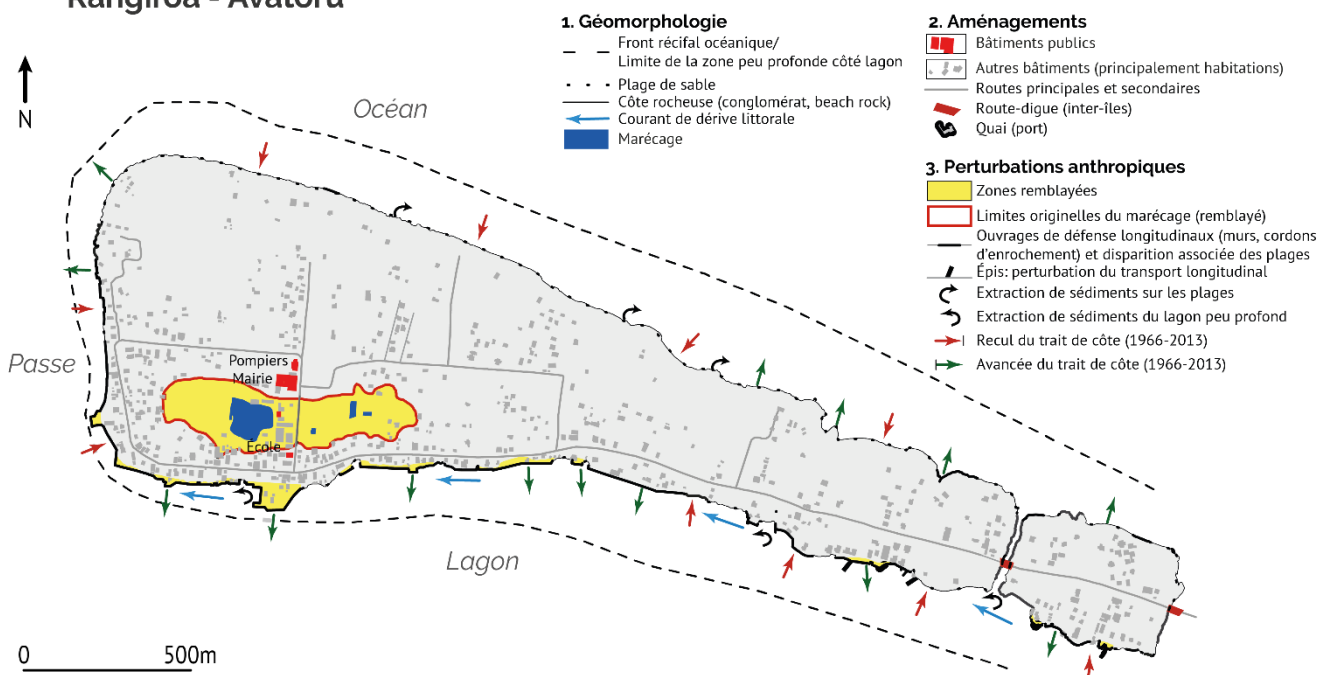 Rangiroa - Avatoru
1. Géomorphologie
Front récifal océanique/
Limite de la zone peu profonde côté lagon
Plage de sable
Côte rocheuse (conglomérat, beach rock)
Courant de dérive littorale
Marécage
2. Aménagements
Bâtiments publics
Autres bâtiments (principalement habitations)
Routes principales et secondaires
Route-digue (inter-îles)
Quai (port)
3. Perturbations anthropiques
Zones remblayées
Limites originelles du marécage (remblayé)
Ouvrages de défense longitudinaux (murs, cordons
d'enrochement) et disparition associée des plages
Épis: perturbation du transport longitudinal
Extraction de sédiments sur les plages
Extraction de sédiments du lagon peu profond
Recul du trait de côte (1966-2013)
Avancée du trait de côte (1966-2013)
N
Océan
Passe
Pompiers
Mairie
Ecole
Lagon
0 500m